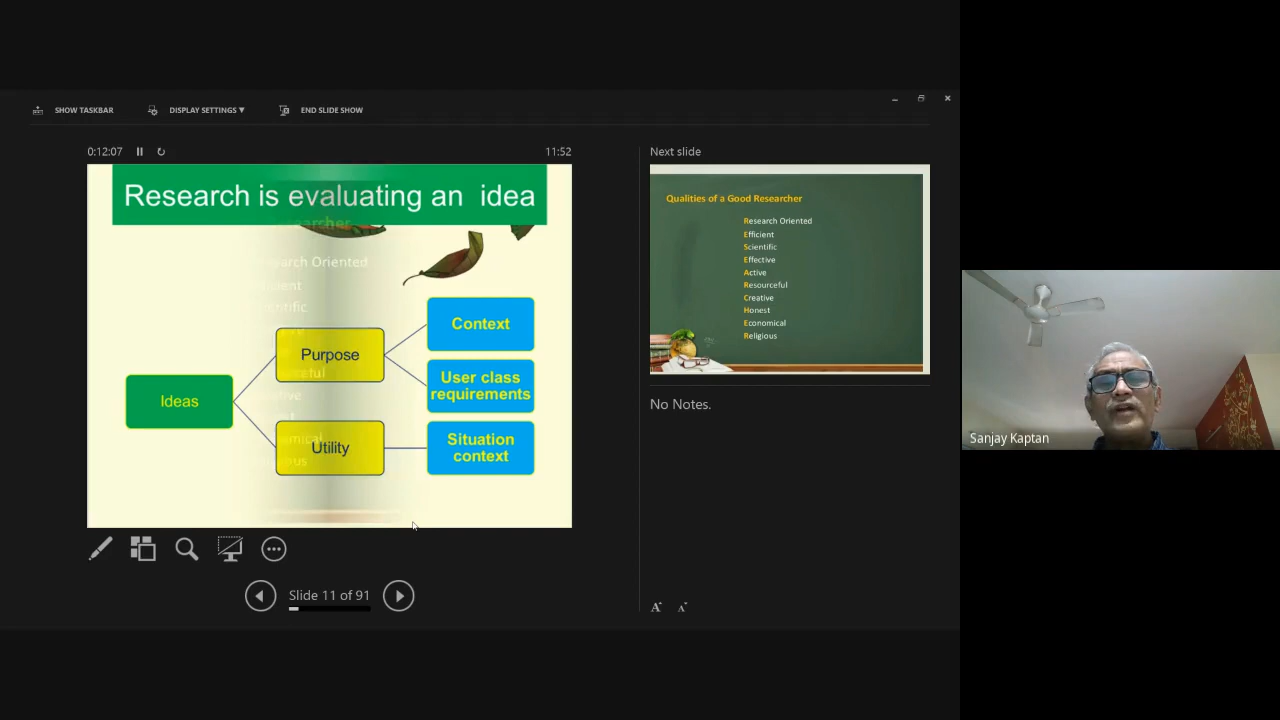 SHOW TASKBAR
DISPLAY SETTINGS ▼
END SLIDE SHOW
0:12:07
11:52
Research is evaluating an idea
Ideas
Purpose
Utility
Context
User class
requirements
Situation
context
Slide 11 of 91
Next slide
Qualities of a Good Researcher
Research Oriented
Efficient
Scientific
Effective
Active
Resourceful
Creative
Honest
Economical
Religious
No Notes.
A
A
Sanjay Kaptan